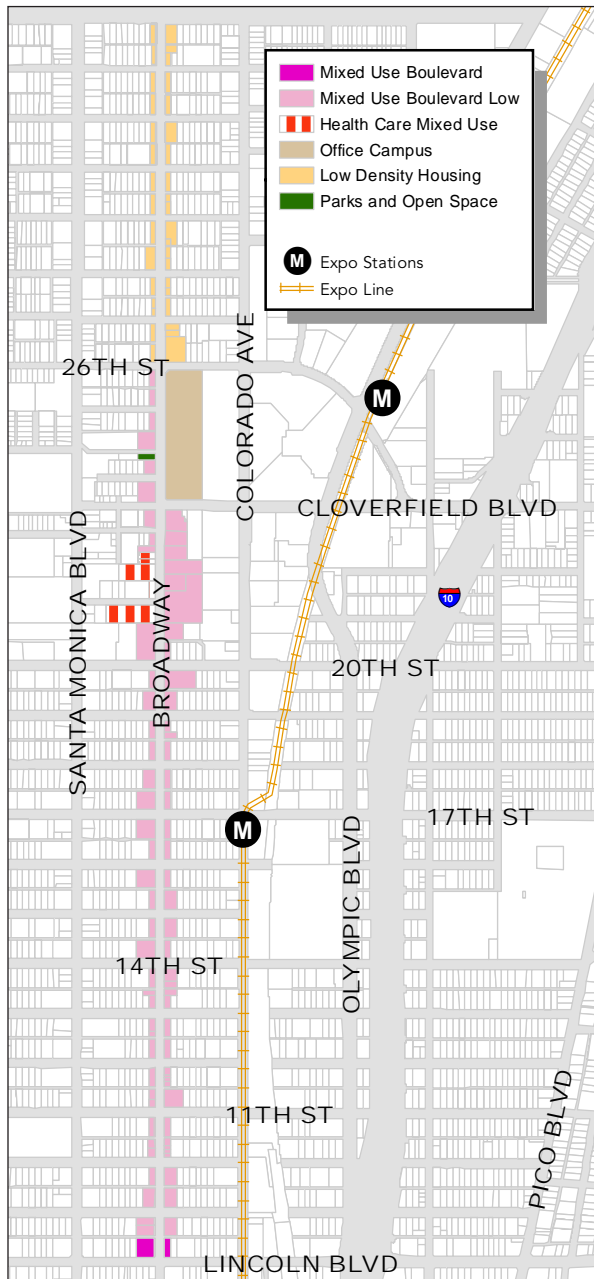 Mixed Use Boulevard
Mixed Use Boulevard Low
Health Care Mixed Use
Office Campus
Low Density Housing
Parks and Open Space
M Expo Stations
Expo Line
26TH ST
COLORADO AVE
M
CLOVERFIELD BLVD
SANTA MONICA BLVD
BROADWAY
10
20TH ST
17TH ST
M
OLYMPIC BLVD
14TH ST
11TH ST
PICO BLVD
LINCOLN BLVD